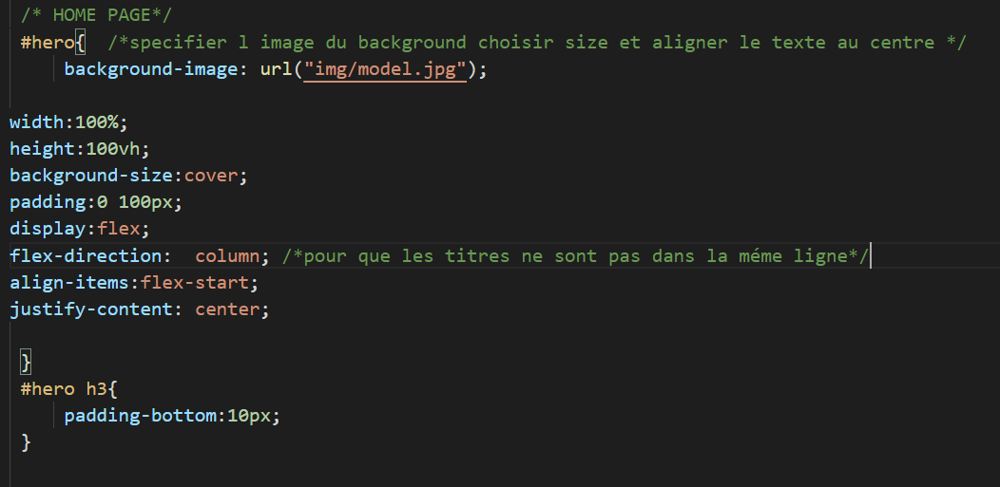 /* HOME PAGE*/
#hero{  /*specifier l image du background choisir size et aligner le texte au centre */
background-image: url("img/model.jpg");
width:100%;
height:100vh;
background-size:cover;
padding:0 100px;
display:flex;
flex-direction:  column; /*pour que les titres ne sont pas dans la méme ligne*/
align-items:flex-start;
justify-content: center;
}
#hero h3{
padding-bottom:10px;
}